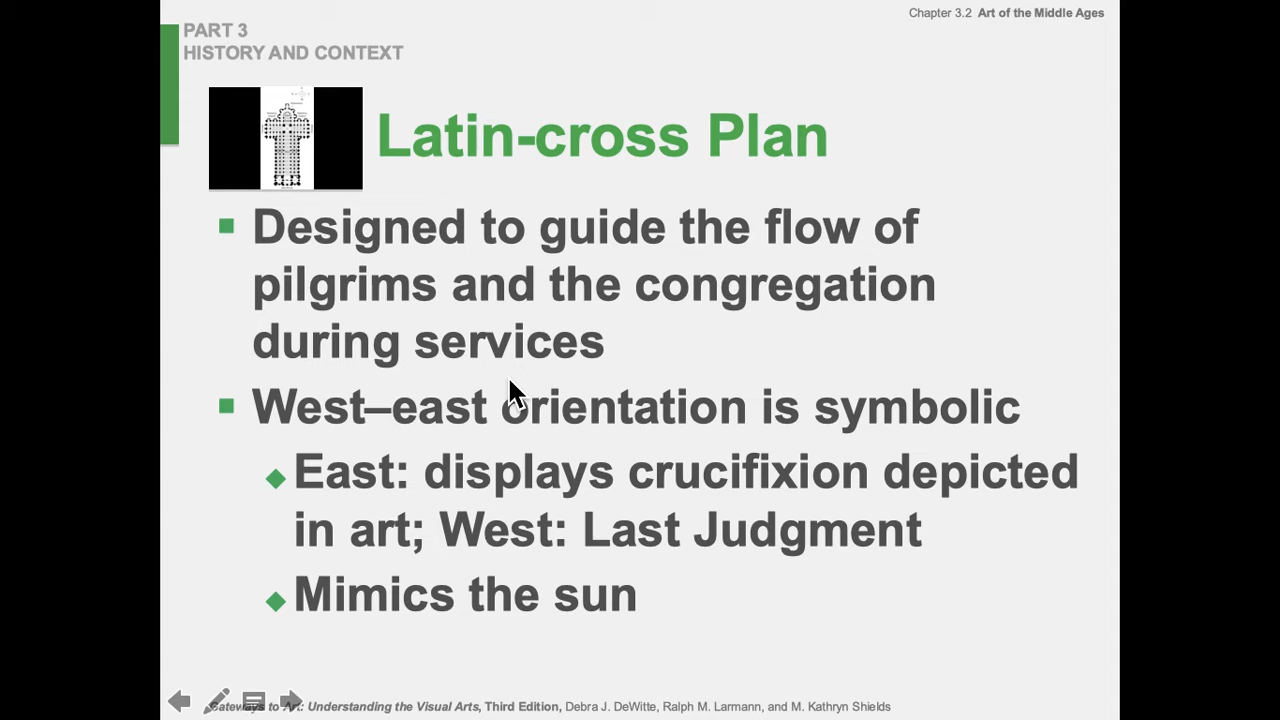 Chapter 3.2 Art of the Middle Ages
PART 3
HISTORY AND CONTEXT
Latin-cross Plan
Designed to guide the flow of
pilgrims and the congregation
during services
West–east orientation is symbolic
East: displays crucifixion depicted
in art; West: Last Judgment
Mimics the sun
Gateways to Art: Understanding the Visual Arts, Third Edition, Debra J. DeWitte, Ralph M. Larmann, and M. Kathryn Shields